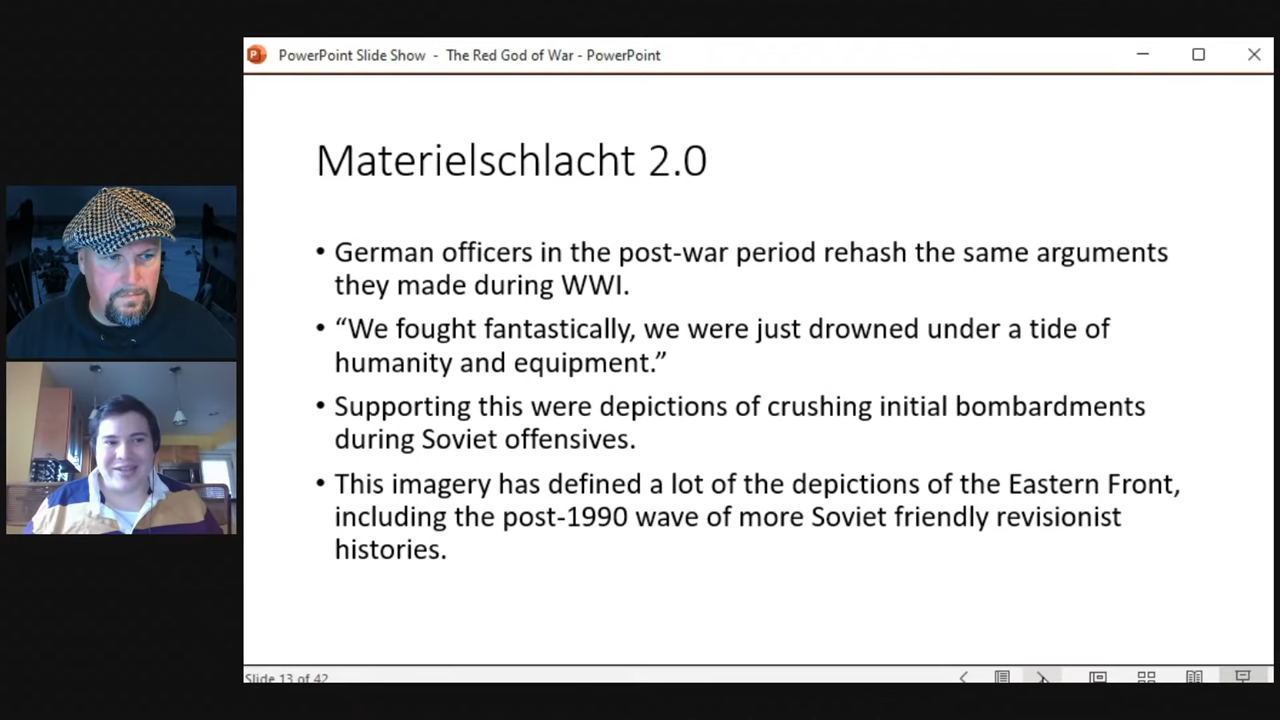 PowerPoint Slide Show - The Red God of War - PowerPoint
Materielschlacht 2.0
• German officers in the post-war period rehash the same arguments
they made during WWI.
• “We fought fantastically, we were just drowned under a tide of
humanity and equipment.”
• Supporting this were depictions of crushing initial bombardments
during Soviet offensives.
• This imagery has defined a lot of the depictions of the Eastern Front,
including the post-1990 wave of more Soviet friendly revisionist
histories.
Slide 13 of 42